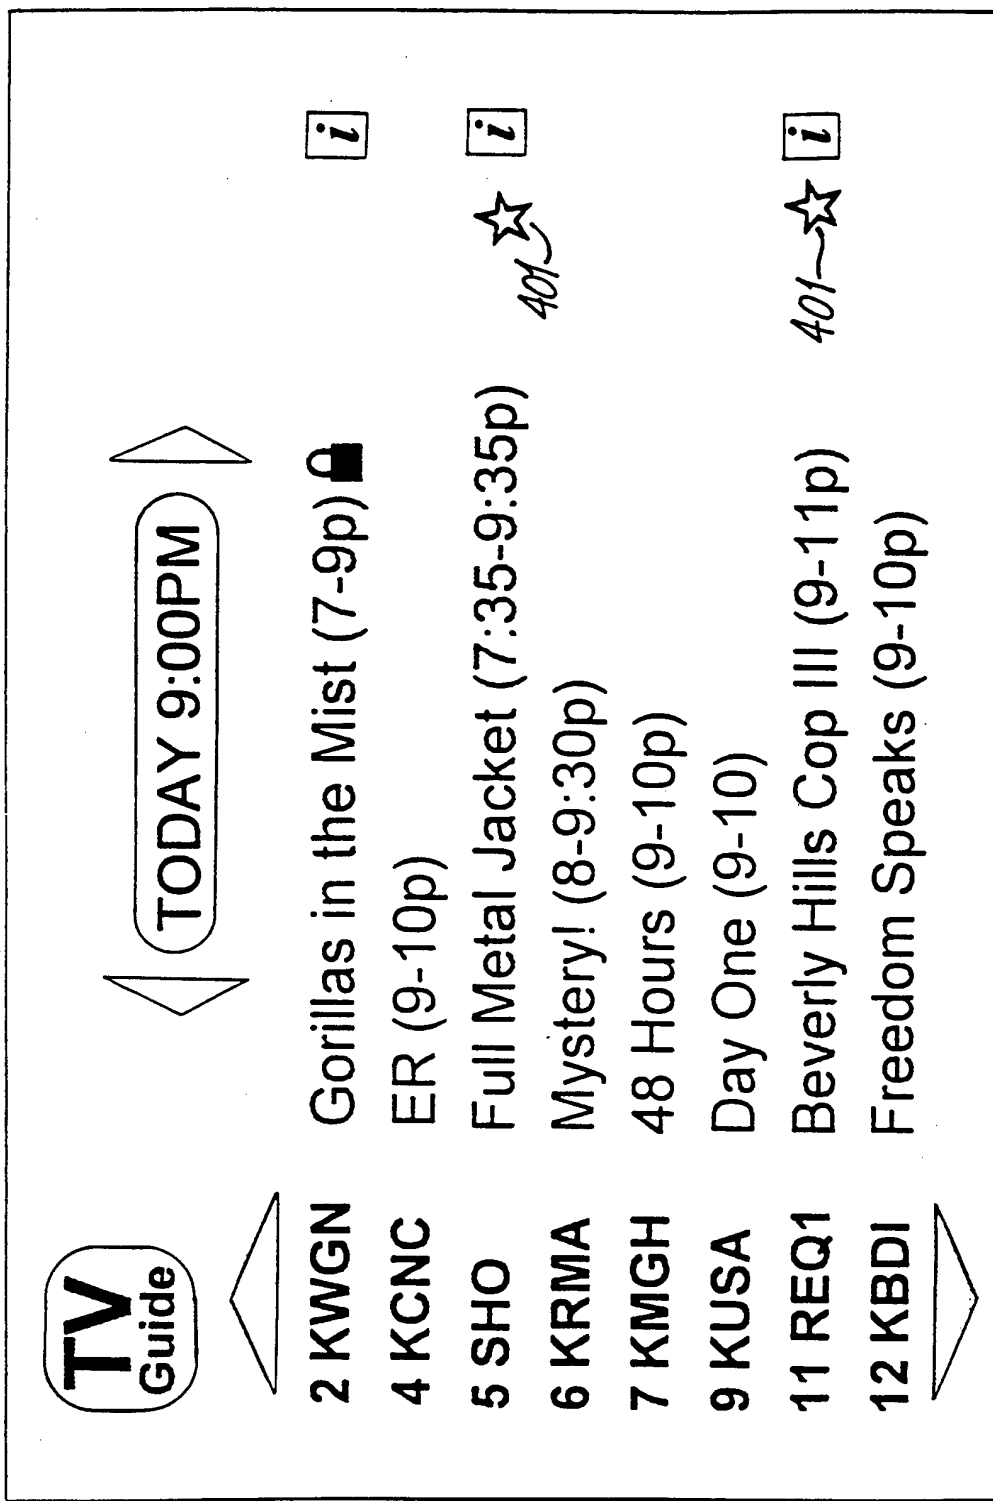 TV
Guide
TODAY 9:00PM
2 KWGN Gorillas in the Mist (7-9p) i
4 KCNC ER (9-10p)
5 SHO Full Metal Jacket (7:35-9:35p) i
401
6 KRMA Mystery! (8-9:30p)
7 KMGH 48 Hours (9-10p)
9 KUSA Day One (9-10)
11 REQ1 Beverly Hills Cop III (9-11p) 401 i
12 KBDI Freedom Speaks (9-10p)